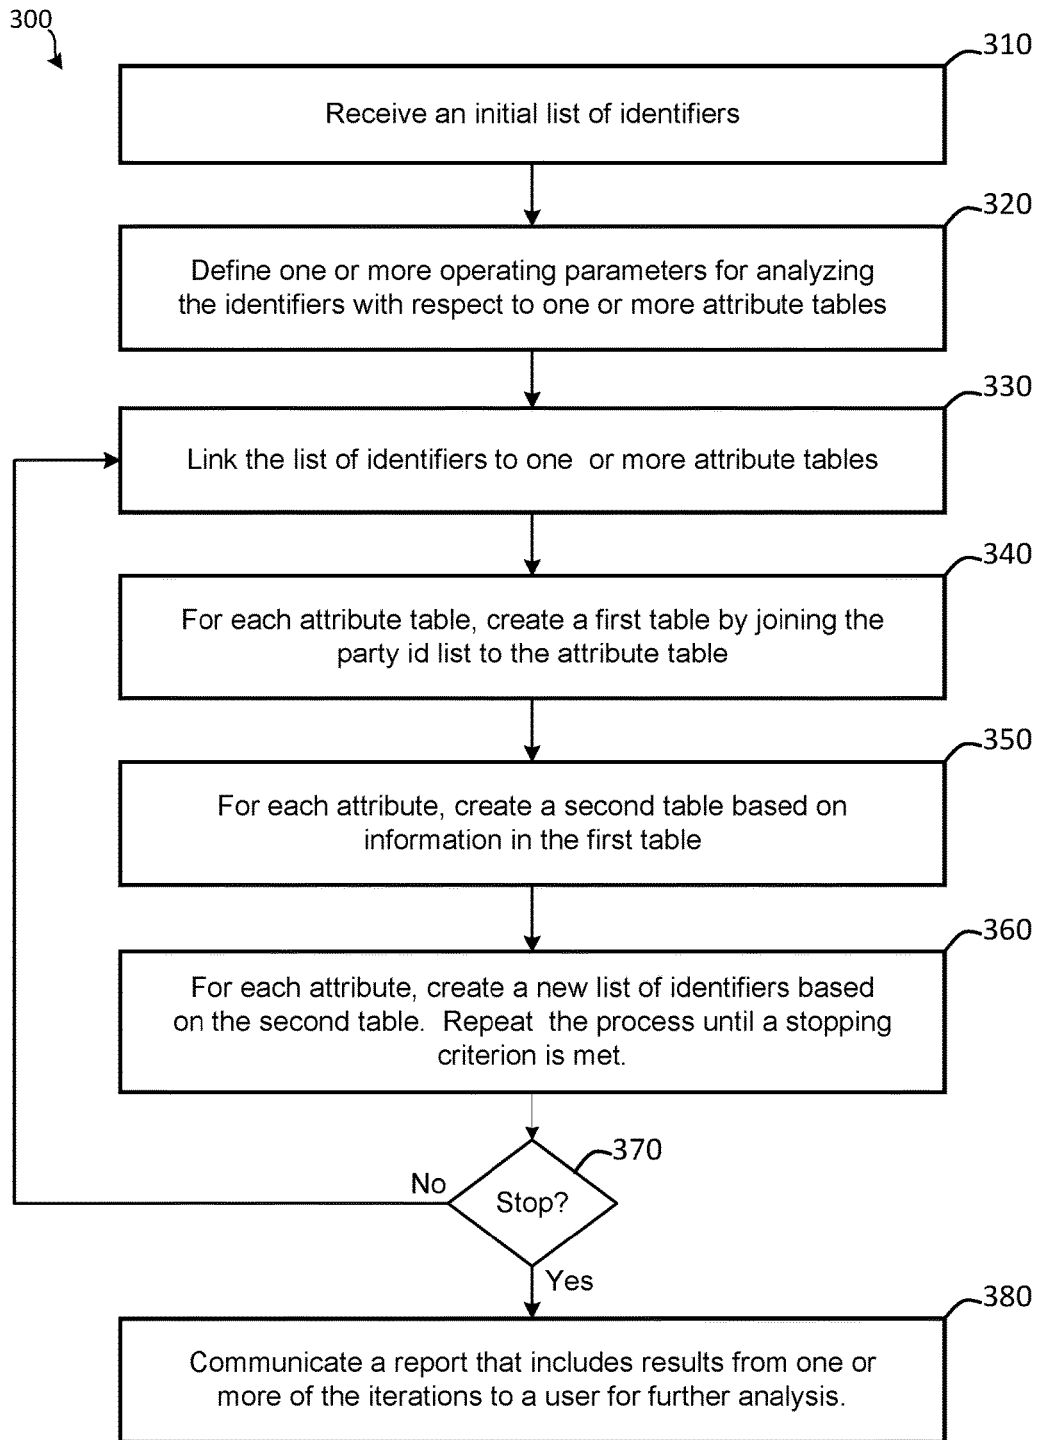 300
310
Receive an initial list of identifiers
320
Define one or more operating parameters for analyzing
the identifiers with respect to one or more attribute tables
330
Link the list of identifiers to one or more attribute tables
340
For each attribute table, create a first table by joining the
party id list to the attribute table
350
For each attribute, create a second table based on
information in the first table
360
For each attribute, create a new list of identifiers based
on the second table. Repeat the process until a stopping
criterion is met.
370
No
Stop?
Yes
380
Communicate a report that includes results from one or
more of the iterations to a user for further analysis.